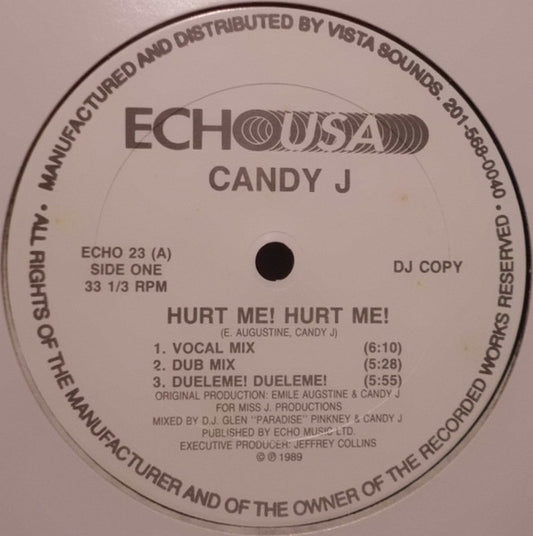 MANUFACTURED AND DISTRIBUTED BY VISTA SOUNDS. 201-568-0040 •
ECHO USA
CANDY J
ECHO 23 (A)
SIDE ONE
33 1/3 RPM
DJ COPY
HURT ME! HURT ME!
(E. AUGUSTINE, CANDY J)
1. VOCAL MIX (6:10)
2. DUB MIX (5:28)
3. DUELEME! DUELEME! (5:55)
ORIGINAL PRODUCTION: EMILE AUGSTINE & CANDY J
FOR MISS J. PRODUCTIONS
MIXED BY D.J. GLEN "PARADISE" PINKNEY & CANDY J
PUBLISHED BY ECHO MUSIC LTD.
EXECUTIVE PRODUCER: JEFFREY COLLINS
© ℗ 1989
• ALL RIGHTS OF THE MANUFACTURER AND OF THE OWNER OF THE RECORDED WORKS RESERVED •